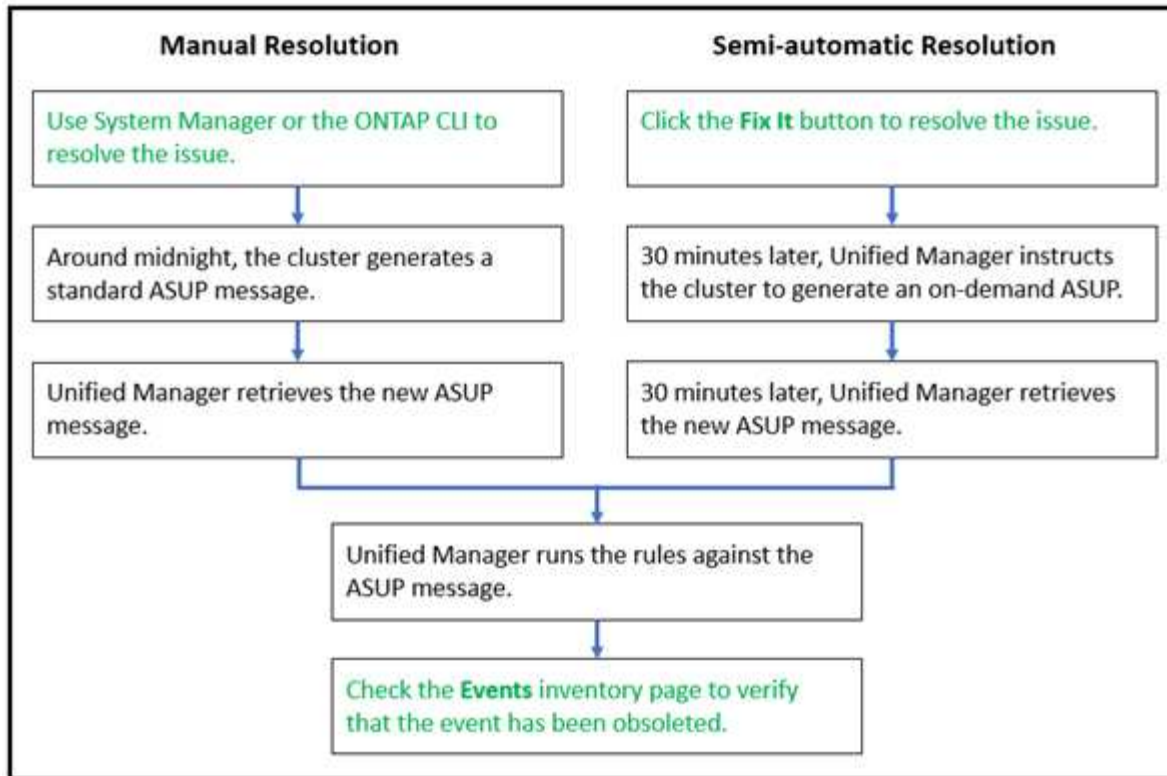 Manual Resolution
Semi-automatic Resolution
Use System Manager or the ONTAP CLI to
resolve the issue.
Click the Fix It button to resolve the issue.
Around midnight, the cluster generates a
standard ASUP message.
30 minutes later, Unified Manager instructs
the cluster to generate an on-demand ASUP.
Unified Manager retrieves the new ASUP
message.
30 minutes later, Unified Manager retrieves
the new ASUP message.
Unified Manager runs the rules against the
ASUP message.
Check the Events inventory page to verify
that the event has been obsoleted.